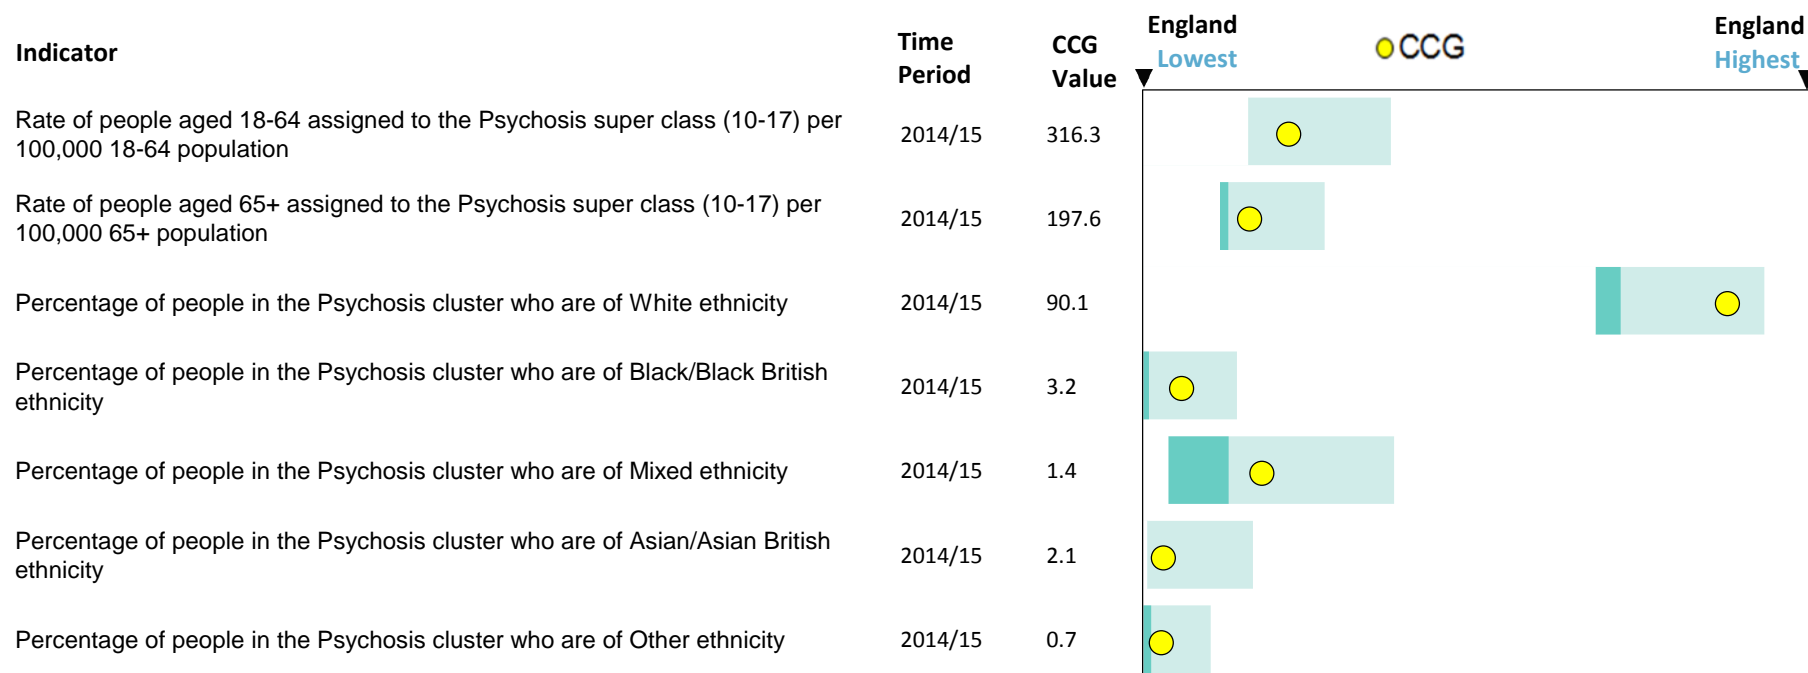 Indicator
Time Period
CCG Value
England Lowest
CCG
England Highest
Rate of people aged 18-64 assigned to the Psychosis super class (10-17) per
100,000 18-64 population
2014/15
316.3
Rate of people aged 65+ assigned to the Psychosis super class (10-17) per
100,000 65+ population
2014/15
197.6
Percentage of people in the Psychosis cluster who are of White ethnicity
2014/15
90.1
Percentage of people in the Psychosis cluster who are of Black/Black British
ethnicity
2014/15
3.2
Percentage of people in the Psychosis cluster who are of Mixed ethnicity
2014/15
1.4
Percentage of people in the Psychosis cluster who are of Asian/Asian British
ethnicity
2014/15
2.1
Percentage of people in the Psychosis cluster who are of Other ethnicity
2014/15
0.7